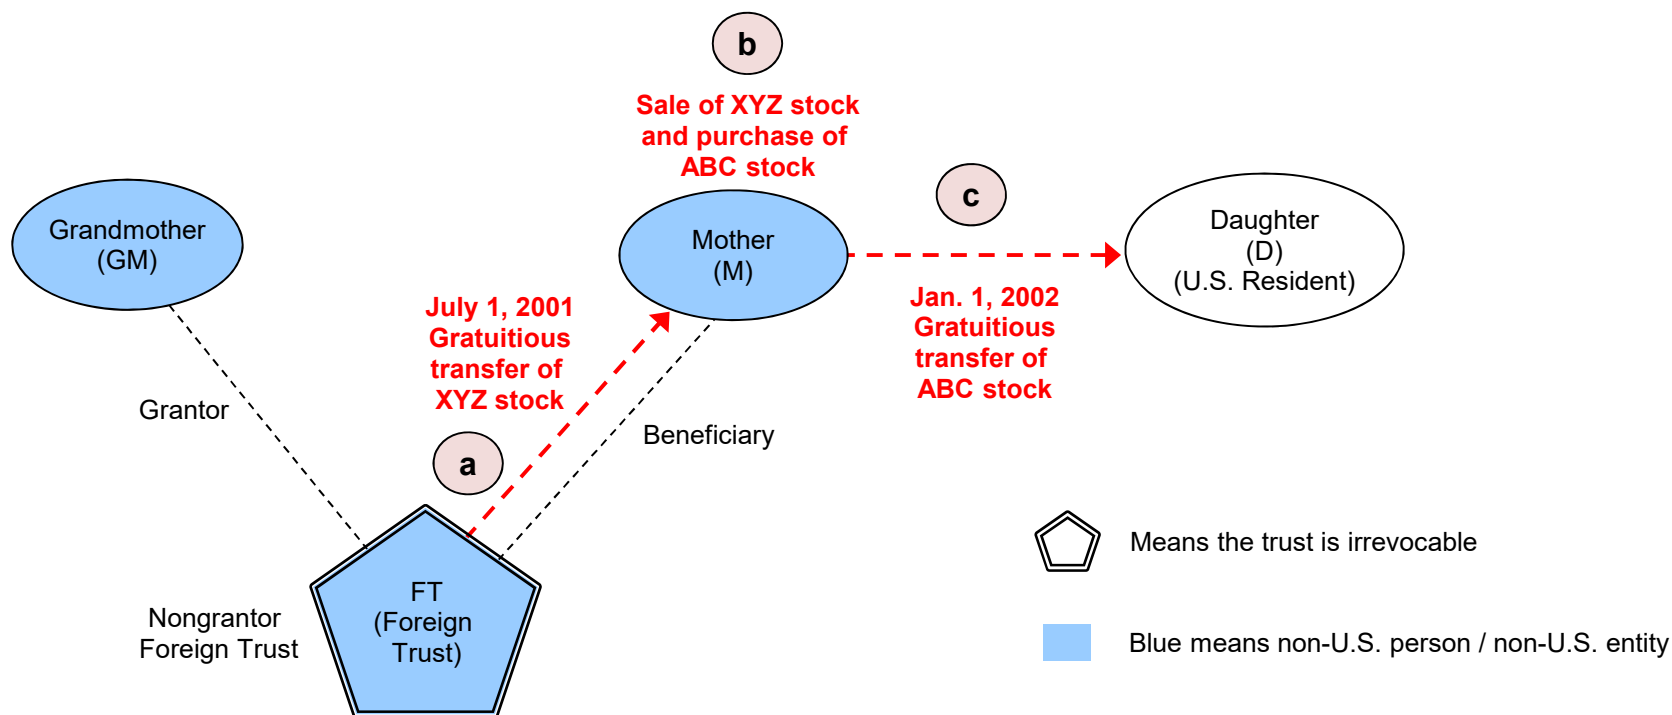 b
Sale of XYZ stock
and purchase of
ABC stock
c
Grandmother
(GM)
Mother
(M)
Daughter
(D)
(U.S. Resident)
July 1, 2001
Gratuitious
transfer of
XYZ stock
Jan. 1, 2002
Gratuitious
transfer of
ABC stock
Grantor
a
Beneficiary
Nongrantor
Foreign Trust
FT
(Foreign
Trust)
Means the trust is irrevocable
Blue means non-U.S. person / non-U.S. entity